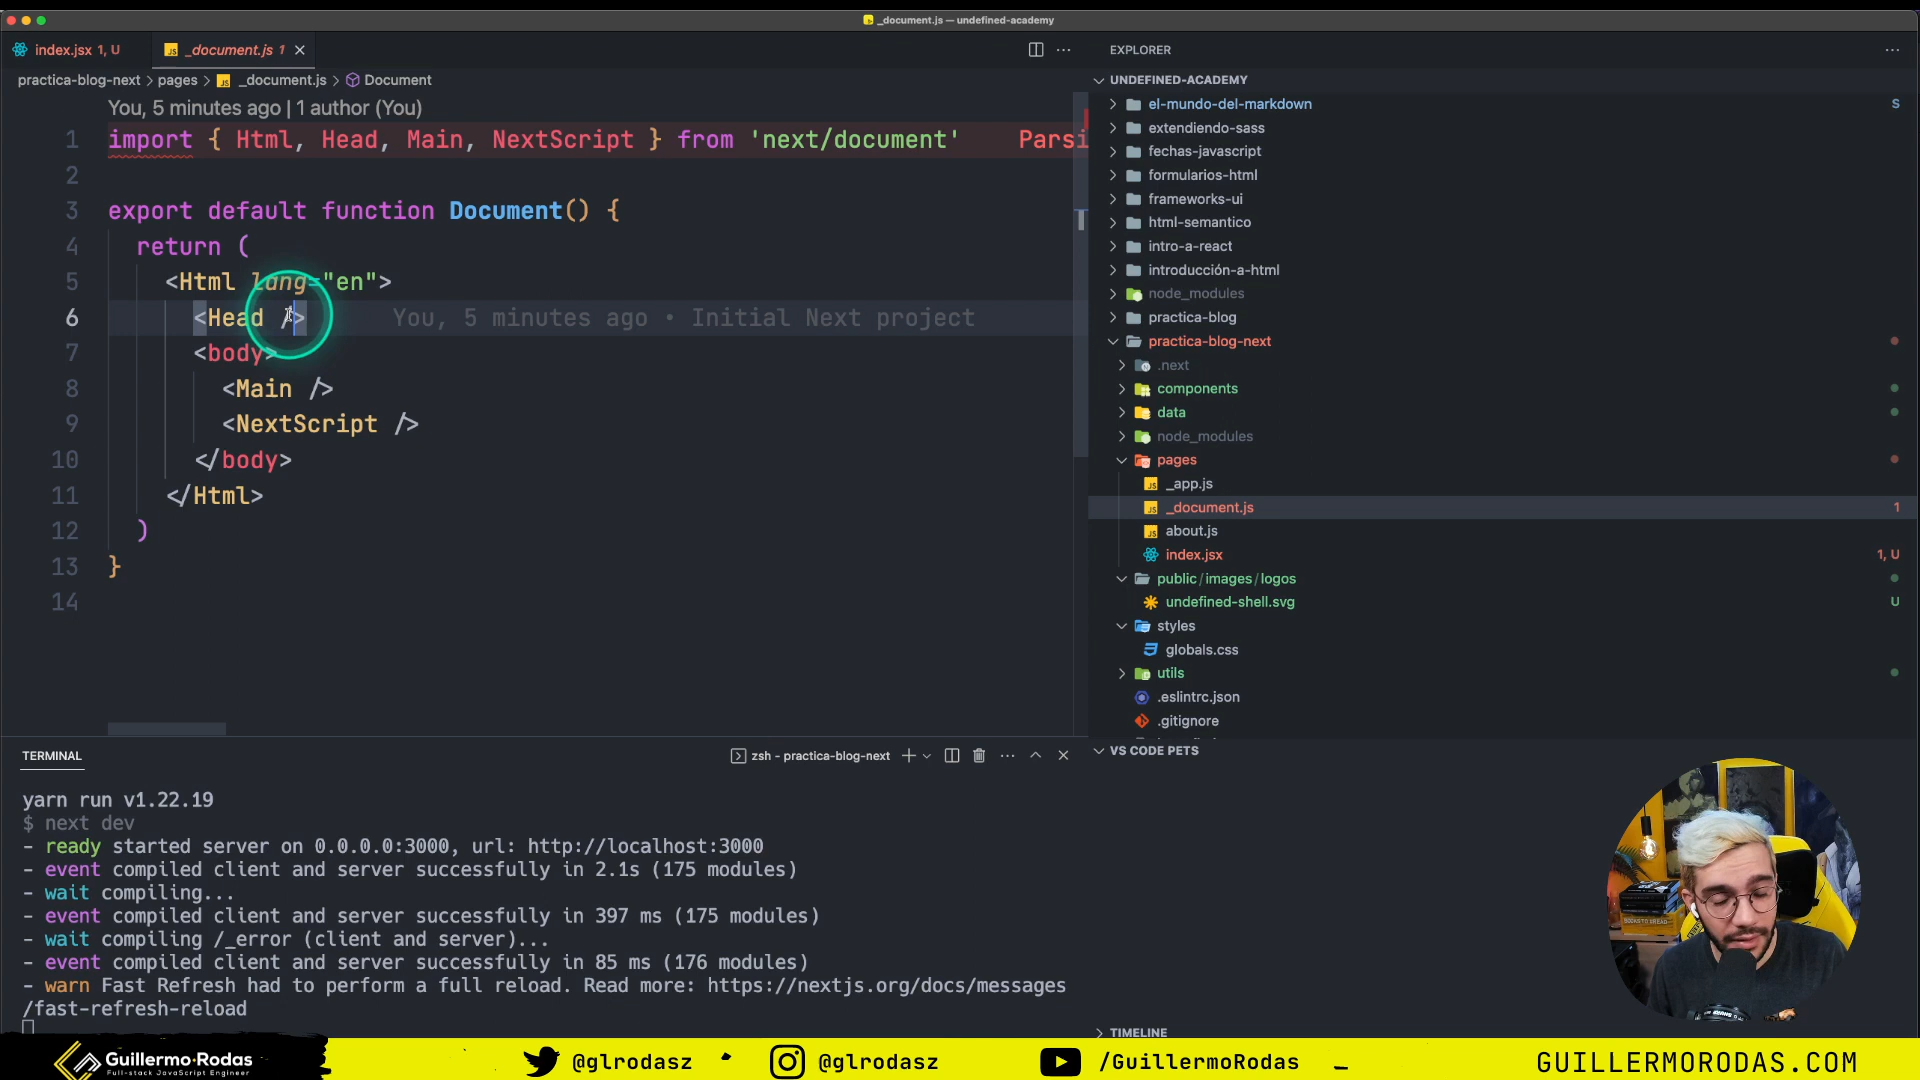 _document.js — undefined-academy
index.jsx 1, U
_document.js 1
practica-blog-next > pages > _document.js > Document
You, 5 minutes ago | 1 author (You)
1 import { Html, Head, Main, NextScript } from 'next/document' Parsi
2
3 export default function Document() {
4 return (
5 <Html lang="en">
6 <Head /> You, 5 minutes ago • Initial Next project
7 <body>
8 <Main />
9 <NextScript />
10 </body>
11 </Html>
12 )
13 }
14
EXPLORER
UNDEFINED-ACADEMY
el-mundo-del-markdown S
extendiendo-sass
fechas-javascript
formularios-html
frameworks-ui
html-semantico
intro-a-react
introducción-a-html
node_modules
practica-blog
practica-blog-next
.next
components
data
node_modules
pages
_app.js
_document.js 1
about.js
index.jsx 1, U
public/images/logos
undefined-shell.svg U
styles
globals.css
utils
.eslintrc.json
.gitignore
VS CODE PETS
TIMELINE
TERMINAL
zsh - practica-blog-next
yarn run v1.22.19
$ next dev
- ready started server on 0.0.0.0:3000, url: http://localhost:3000
- event compiled client and server successfully in 2.1s (175 modules)
- wait compiling...
- event compiled client and server successfully in 397 ms (175 modules)
- wait compiling /_error (client and server)...
- event compiled client and server successfully in 85 ms (176 modules)
- warn Fast Refresh had to perform a full reload. Read more: https://nextjs.org/docs/messages
/fast-refresh-reload
Guillermo·Rodas
Full-stack JavaScript Engineer
@glrodasz
@glrodasz
/GuillermoRodas
GUILLERMORODAS.COM